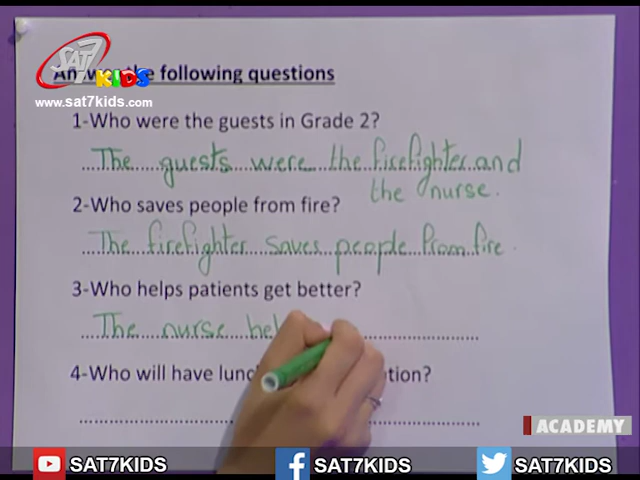 SAT7
KIDS
www.sat7kids.com
the following questions
1-Who were the guests in Grade 2?
The guests were the firefighter and
the nurse.
2-Who saves people from fire?
The firefighter saves people from fire.
3-Who helps patients get better?
The nurse hel
4-Who will have
ACADEMY
SAT7KIDS
SAT7KIDS
SAT7KIDS